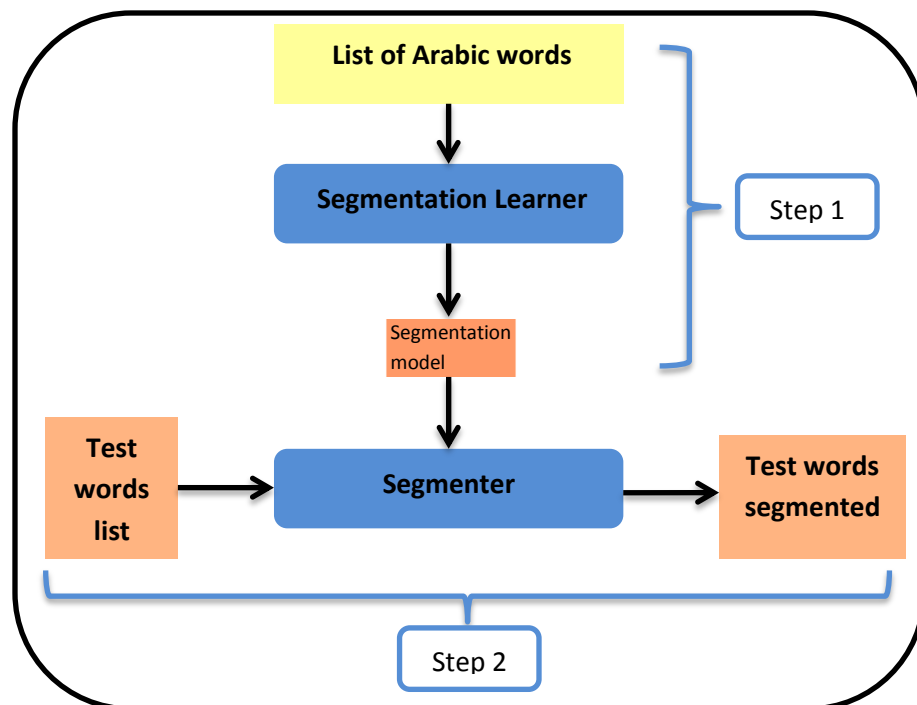 List of Arabic words
Segmentation Learner
Step 1
Segmentation
model
Test
words
list
Segmenter
Test words
segmented
Step 2